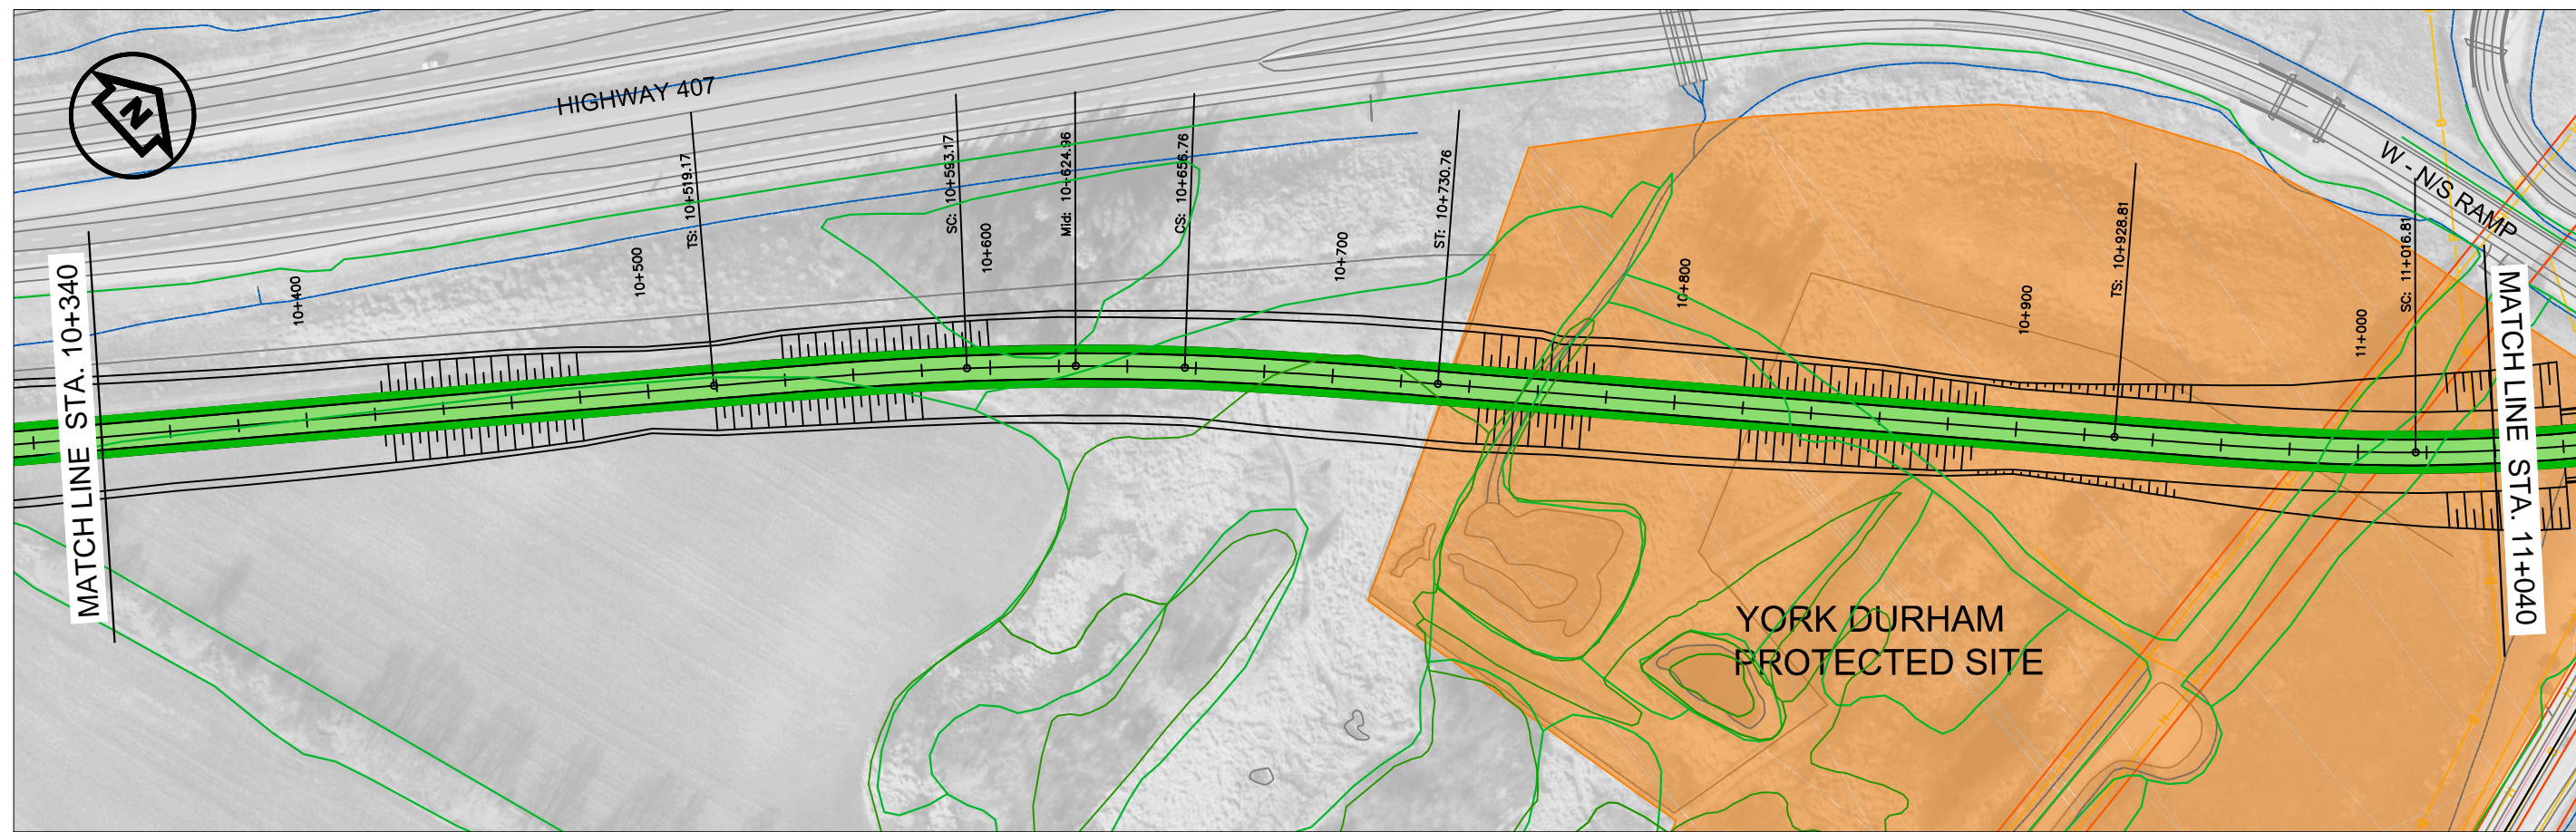 N
HIGHWAY 407
MATCH LINE STA. 10+340
10+400
10+500
TS: 10+519.17
SC: 10+593.17
10+600
Mid: 10+624.96
CS: 10+656.76
10+700
ST: 10+730.76
10+800
10+900
TS: 10+928.81
11+000
SC: 11+016.81
W - N/S RAMP
MATCH LINE STA. 11+040
YORK DURHAM
PROTECTED SITE